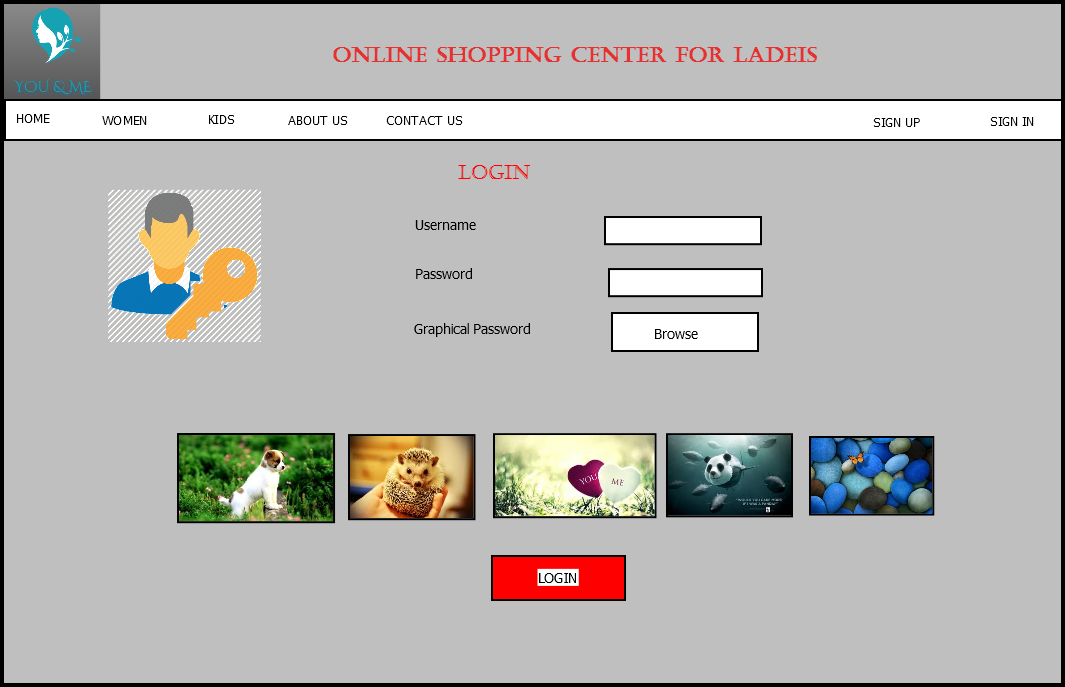 YOU & ME
ONLINE SHOPPING CENTER FOR LADEIS
HOME WOMEN KIDS ABOUT US CONTACT US SIGN UP SIGN IN
LOGIN
Username
Password
Graphical Password Browse
YOU ME
LOGIN